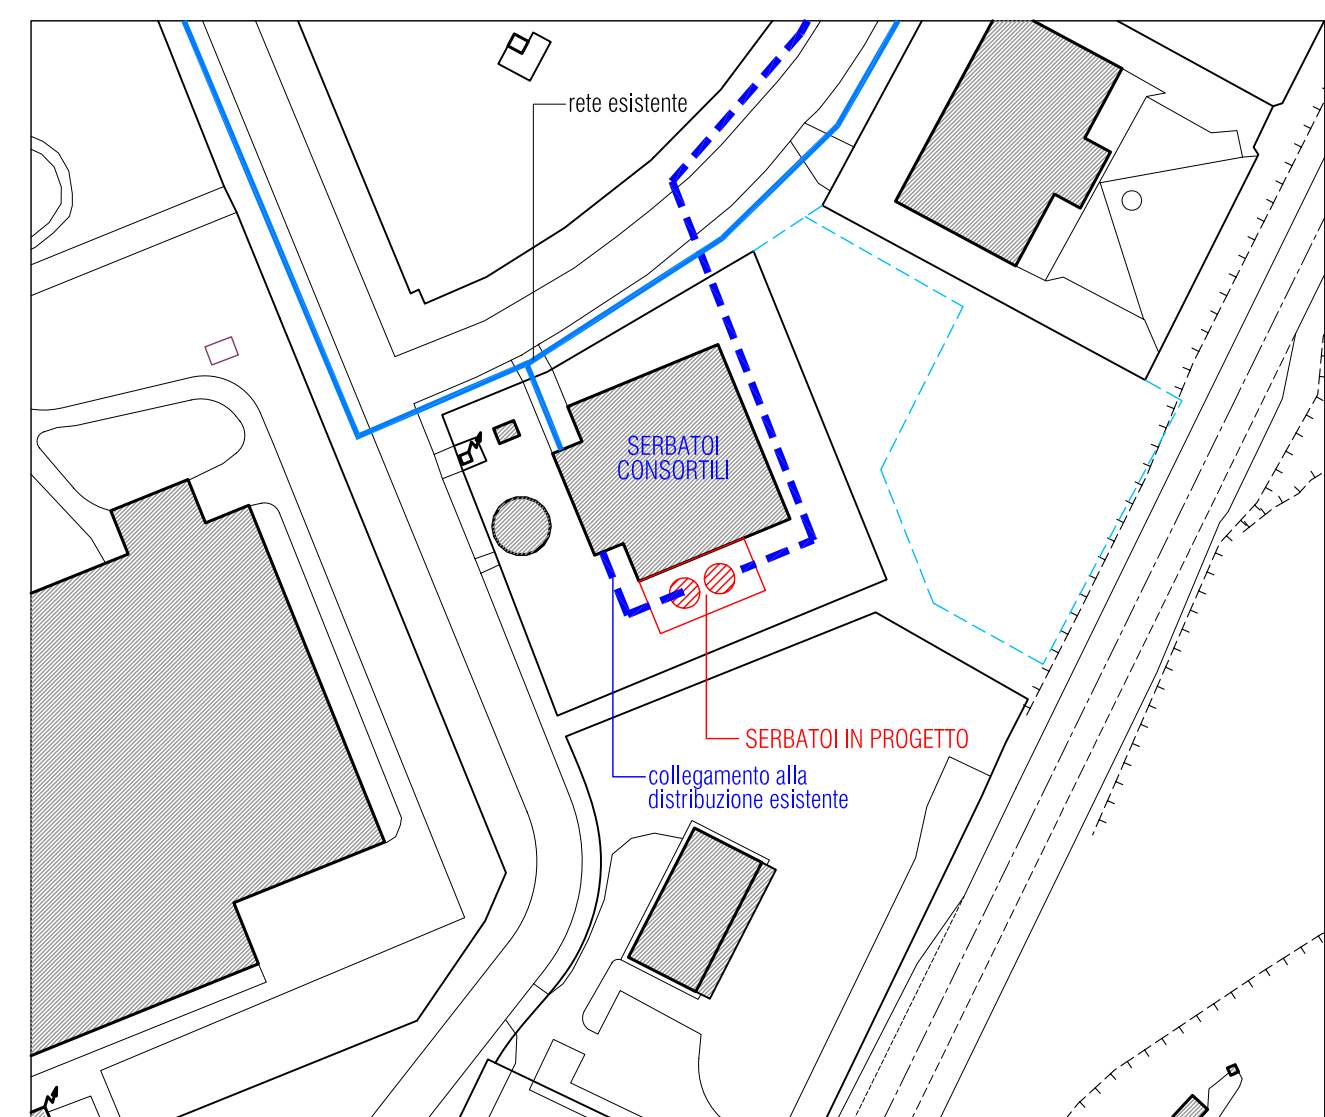 rete esistente
SERBATOI
CONSORTILI
SERBATOI IN PROGETTO
collegamento alla
distribuzione esistente